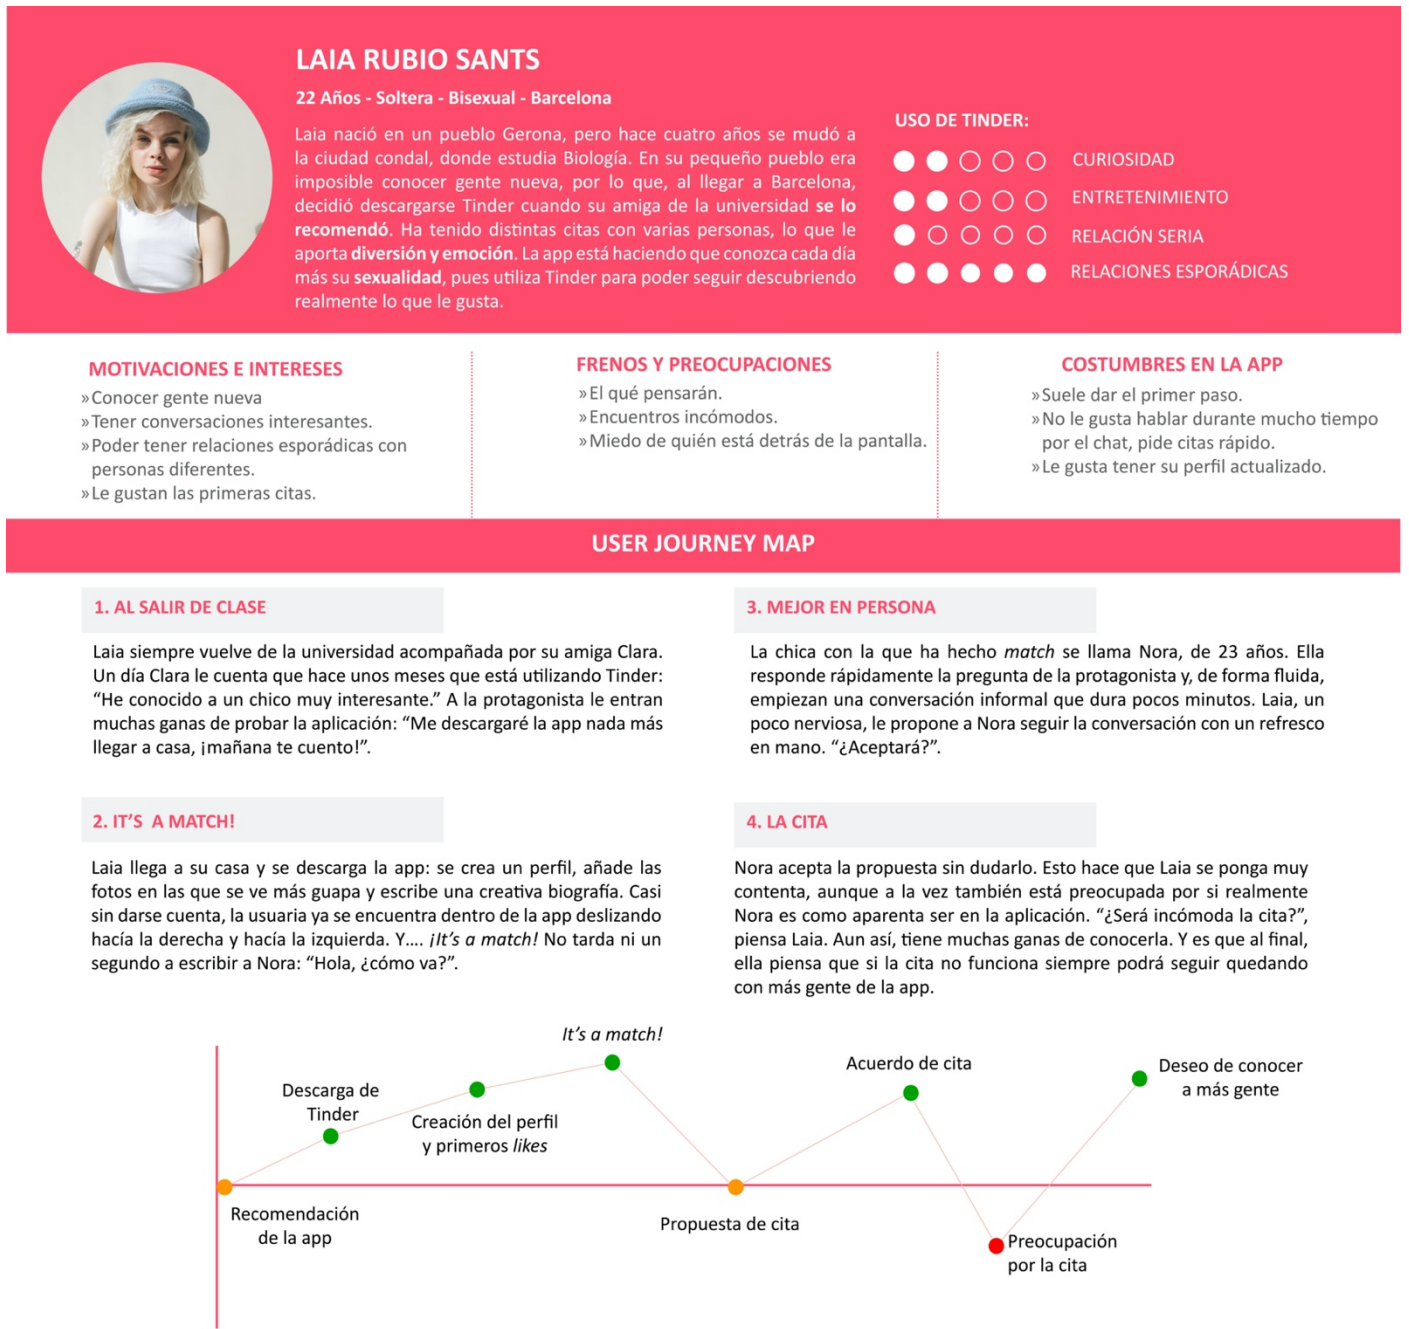 LAIA RUBIO SANTS
22 Años - Soltera - Bisexual - Barcelona
Laia nació en un pueblo Gerona, pero hace cuatro años se mudó a
la ciudad condal, donde estudia Biología. En su pequeño pueblo era
imposible conocer gente nueva, por lo que, al llegar a Barcelona,
decidió descargarse Tinder cuando su amiga de la universidad se lo
recomendó. Ha tenido distintas citas con varias personas, lo que le
aporta diversión y emoción. La app está haciendo que conozca cada día
más su sexualidad, pues utiliza Tinder para poder seguir descubriendo
realmente lo que le gusta.
USO DE TINDER:
CURIOSIDAD
ENTRETENIMIENTO
RELACIÓN SERIA
RELACIONES ESPORÁDICAS
MOTIVACIONES E INTERESES
»Conocer gente nueva
»Tener conversaciones interesantes.
»Poder tener relaciones esporádicas con
personas diferentes.
»Le gustan las primeras citas.
FRENOS Y PREOCUPACIONES
»El qué pensarán.
»Encuentros incómodos.
»Miedo de quién está detrás de la pantalla.
COSTUMBRES EN LA APP
»Suele dar el primer paso.
»No le gusta hablar durante mucho tiempo
por el chat, pide citas rápido.
»Le gusta tener su perfil actualizado.
USER JOURNEY MAP
1. AL SALIR DE CLASE
Laia siempre vuelve de la universidad acompañada por su amiga Clara.
Un día Clara le cuenta que hace unos meses que está utilizando Tinder:
“He conocido a un chico muy interesante.” A la protagonista le entran
muchas ganas de probar la aplicación: “Me descargaré la app nada más
llegar a casa, ¡mañana te cuento!”.
2. IT’S A MATCH!
Laia llega a su casa y se descarga la app: se crea un perfil, añade las
fotos en las que se ve más guapa y escribe una creativa biografía. Casi
sin darse cuenta, la usuaria ya se encuentra dentro de la app deslizando
hacía la derecha y hacía la izquierda. Y.... ¡It’s a match! No tarda ni un
segundo a escribir a Nora: “Hola, ¿cómo va?”.
3. MEJOR EN PERSONA
La chica con la que ha hecho match se llama Nora, de 23 años. Ella
responde rápidamente la pregunta de la protagonista y, de forma fluida,
empiezan una conversación informal que dura pocos minutos. Laia, un
poco nerviosa, le propone a Nora seguir la conversación con un refresco
en mano. “¿Aceptará?”.
4. LA CITA
Nora acepta la propuesta sin dudarlo. Esto hace que Laia se ponga muy
contenta, aunque a la vez también está preocupada por si realmente
Nora es como aparenta ser en la aplicación. “¿Será incómoda la cita?”,
piensa Laia. Aun así, tiene muchas ganas de conocerla. Y es que al final,
ella piensa que si la cita no funciona siempre podrá seguir quedando
con más gente de la app.
Recomendación
de la app
Descarga de
Tinder
Creación del perfil
y primeros likes
It’s a match!
Propuesta de cita
Acuerdo de cita
Preocupación
por la cita
Deseo de conocer
a más gente